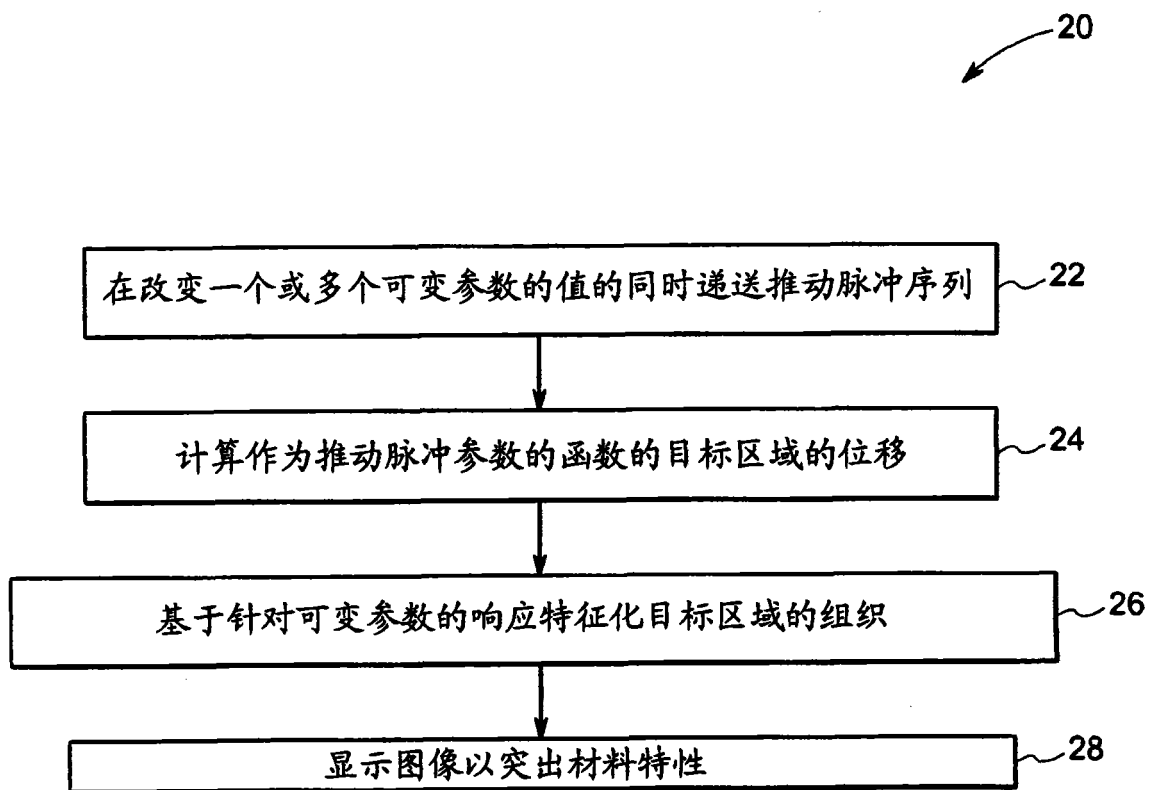 20
在改变一个或多个可变参数的值的同时递送推动脉冲序列
22
计算作为推动脉冲参数的函数的目标区域的位移
24
基于针对可变参数的响应特征化目标区域的组织
26
显示图像以突出材料特性
28